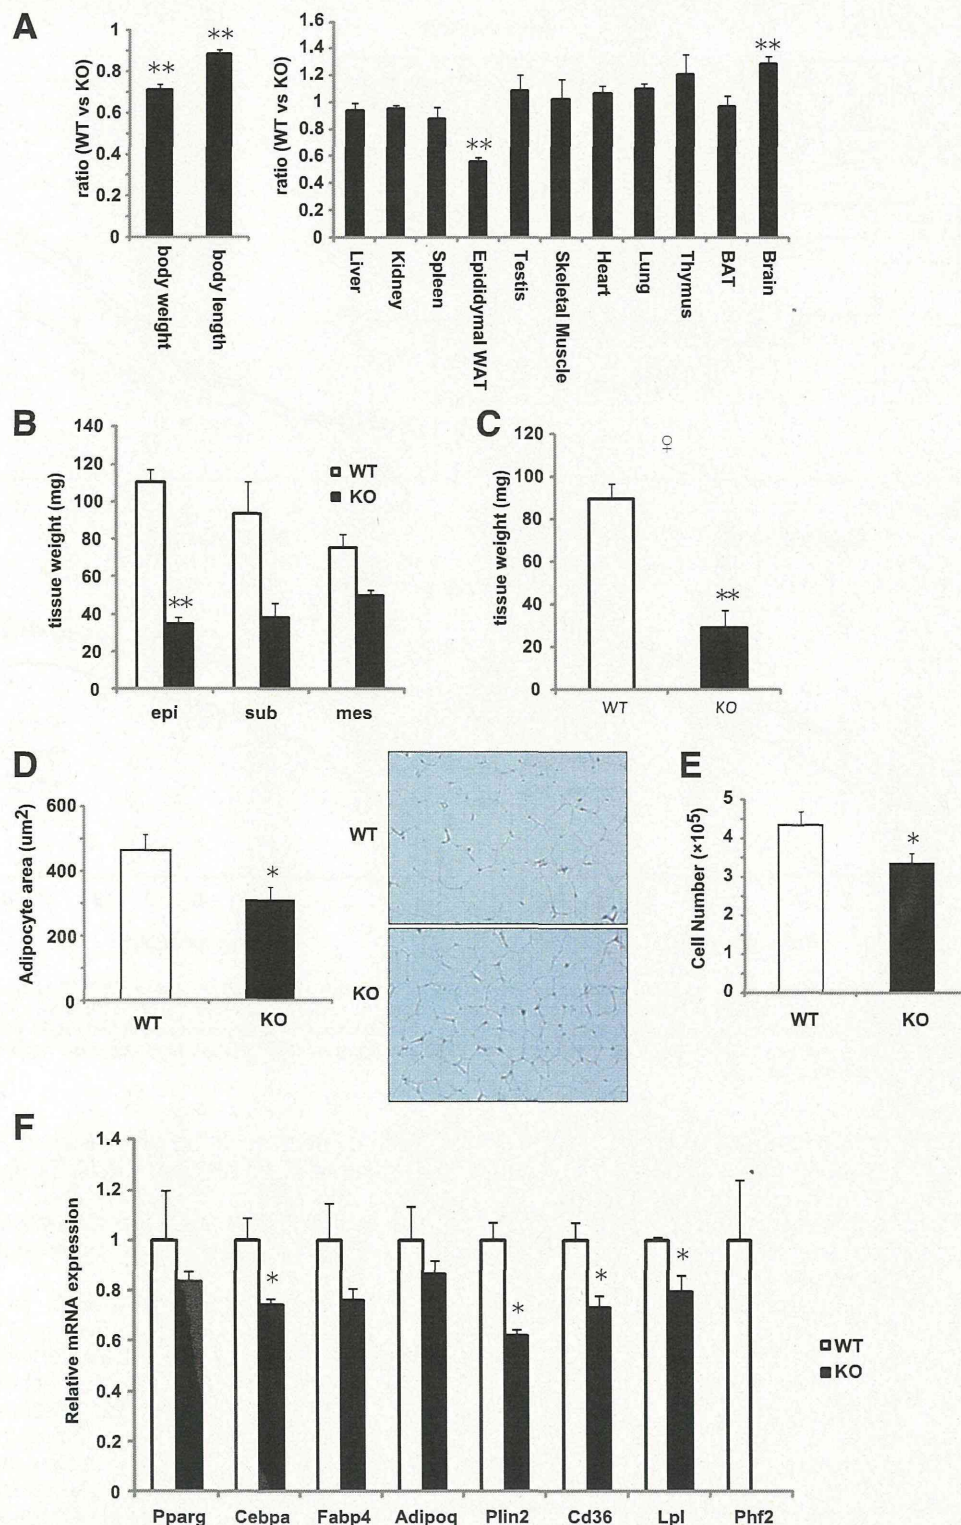 A
ratio (WT vs KO)
1
0.8
0.6
0.4
0.2
0
**
**
body weight
body length
ratio (WT vs KO)
1.6
1.4
1.2
1
0.8
0.6
0.4
0.2
0
**
**
Liver
Kidney
Spleen
Epididymal WAT
Testis
Skeletal Muscle
Heart
Lung
Thymus
BAT
Brain
B
tissue weight (mg)
140
120
100
80
60
40
20
0
WT
KO
**
epi
sub
mes
C
tissue weight (mg)
120
100
80
60
40
20
0
♀
**
WT
KO
D
Adipocyte area (um2)
600
400
200
0
*
WT
KO
WT
KO
E
Cell Number (×10⁵)
5
4
3
2
1
0
*
WT
KO
F
Relative mRNA expression
1.4
1.2
1
0.8
0.6
0.4
0.2
0
*
*
*
*
WT
KO
Pparg
Cebpa
Fabp4
Adipoq
Plin2
Cd36
Lpl
Phf2